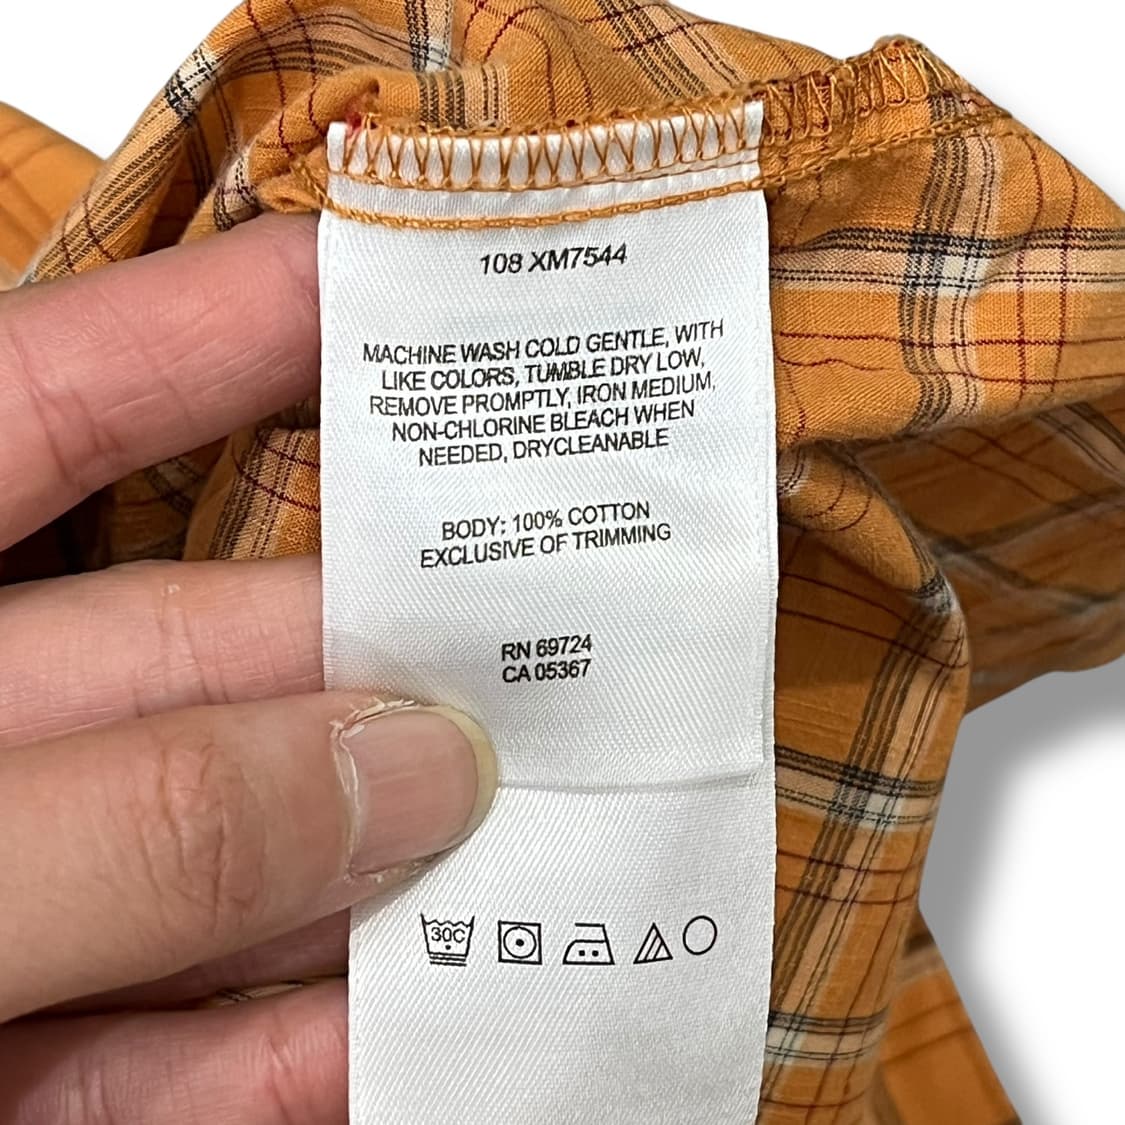 108 XM7544
MACHINE WASH COLD GENTLE, WITH
LIKE COLORS, TUMBLE DRY LOW,
REMOVE PROMPTLY, IRON MEDIUM,
NON-CHLORINE BLEACH WHEN
NEEDED, DRYCLEANABLE
BODY: 100% COTTON
EXCLUSIVE OF TRIMMING
RN 69724
CA 05367
30C